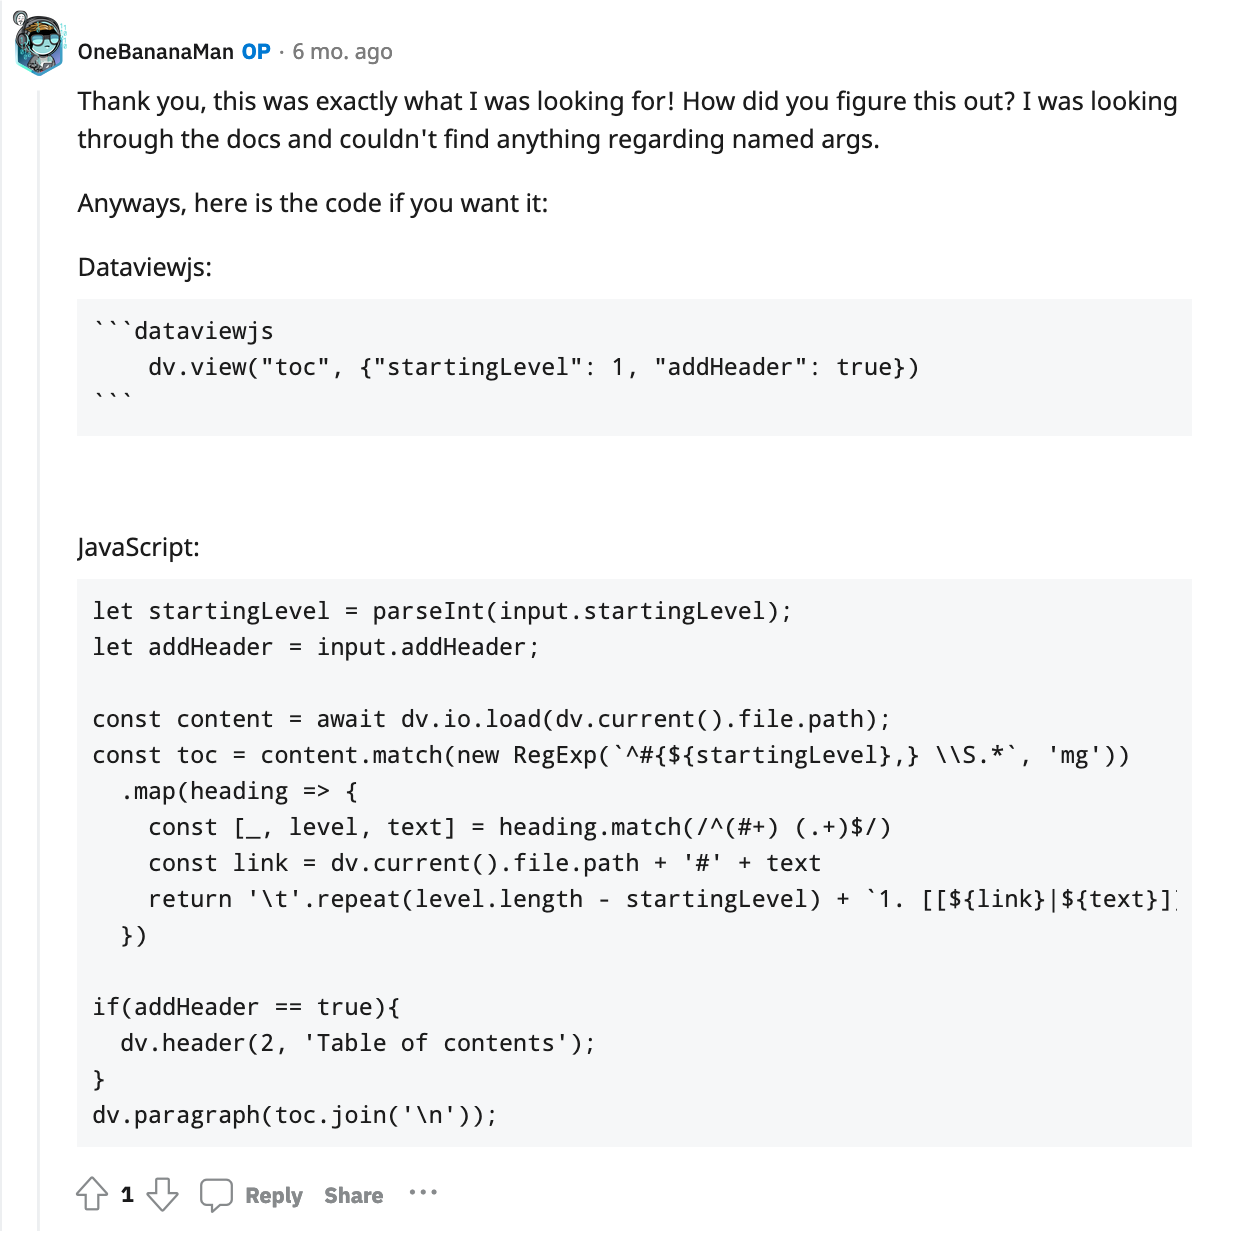 OneBananaMan OP · 6 mo. ago
Thank you, this was exactly what I was looking for! How did you figure this out? I was looking
through the docs and couldn't find anything regarding named args.
Anyways, here is the code if you want it:
Dataviewjs:
```dataviewjs
    dv.view("toc", {"startingLevel": 1, "addHeader": true})
```
JavaScript:
let startingLevel = parseInt(input.startingLevel);
let addHeader = input.addHeader;
const content = await dv.io.load(dv.current().file.path);
const toc = content.match(new RegExp(`^#{${startingLevel},} \\S.*`, 'mg'))
  .map(heading => {
    const [_, level, text] = heading.match(/^(#+) (.+)$/)
    const link = dv.current().file.path + '#' + text
    return '\t'.repeat(level.length - startingLevel) + `1. [[${link}|${text}]
  })
if(addHeader == true){
  dv.header(2, 'Table of contents');
}
dv.paragraph(toc.join('\n'));
1 Reply Share ···